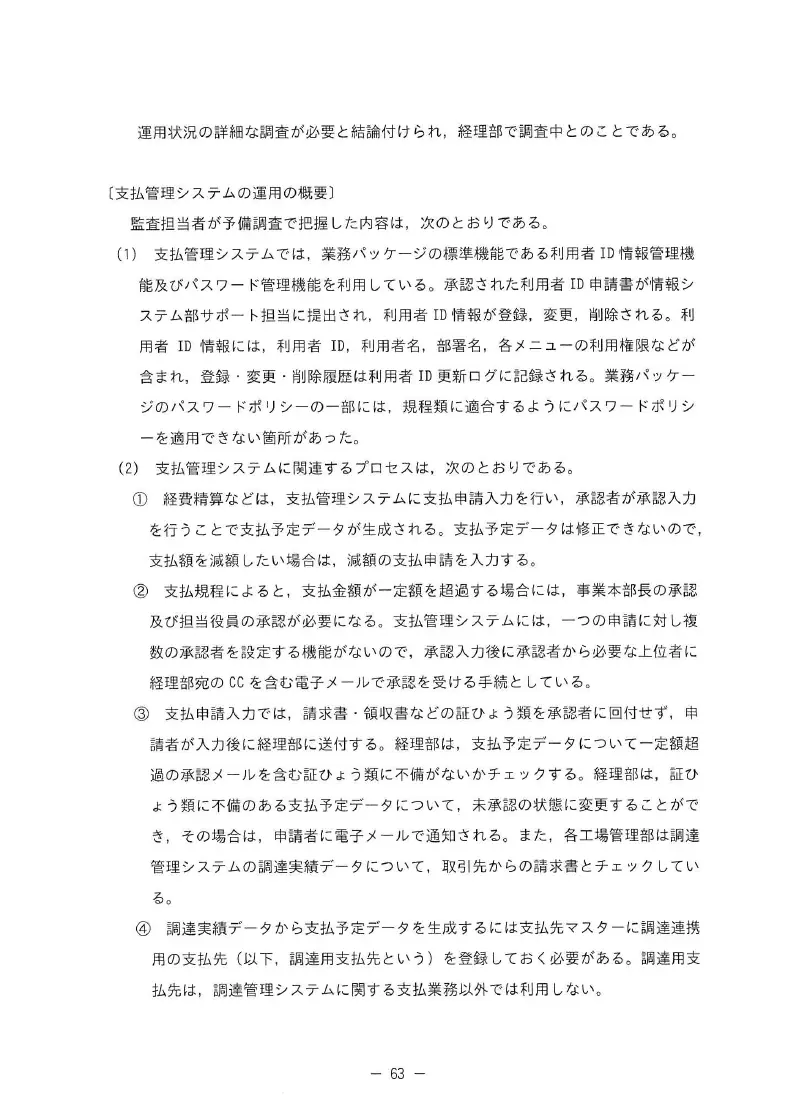 運用状況の詳細な調査が必要と結論付けられ，経理部で調査中とのことである。
〔支払管理システムの運用の概要〕
監査担当者が予備調査で把握した内容は，次のとおりである。
(1) 支払管理システムでは，業務パッケージの標準機能である利用者 ID 情報管理機
能及びパスワード管理機能を利用している。承認された利用者 ID 申請書が情報シ
ステム部サポート担当に提出され，利用者 ID 情報が登録，変更，削除される。利
用者 ID 情報には，利用者 ID，利用者名，部署名，各メニューの利用権限などが
含まれ，登録・変更・削除履歴は利用者 ID 更新ログに記録される。業務パッケー
ジのパスワードポリシーの一部には，規程類に適合するようにパスワードポリシ
ーを適用できない箇所があった。
(2) 支払管理システムに関連するプロセスは，次のとおりである。
① 経費精算などは，支払管理システムに支払申請入力を行い，承認者が承認入力
を行うことで支払予定データが生成される。支払予定データは修正できないので，
支払額を減額したい場合は，減額の支払申請を入力する。
② 支払規程によると，支払金額が一定額を超過する場合には，事業本部長の承認
及び担当役員の承認が必要になる。支払管理システムには，一つの申請に対し複
数の承認者を設定する機能がないので，承認入力後に承認者から必要な上位者に
経理部宛の CC を含む電子メールで承認を受ける手続としている。
③ 支払申請入力では，請求書・領収書などの証ひょう類を承認者に回付せず，申
請者が入力後に経理部に送付する。経理部は，支払予定データについて一定額超
過の承認メールを含む証ひょう類に不備がないかチェックする。経理部は，証ひ
ょう類に不備のある支払予定データについて，未承認の状態に変更することがで
き，その場合は，申請者に電子メールで通知される。また，各工場管理部は調達
管理システムの調達実績データについて，取引先からの請求書とチェックしてい
る。
④ 調達実績データから支払予定データを生成するには支払先マスターに調達連携
用の支払先（以下，調達用支払先という）を登録しておく必要がある。調達用支
払先は，調達管理システムに関する支払業務以外では利用しない。
― 63 ―